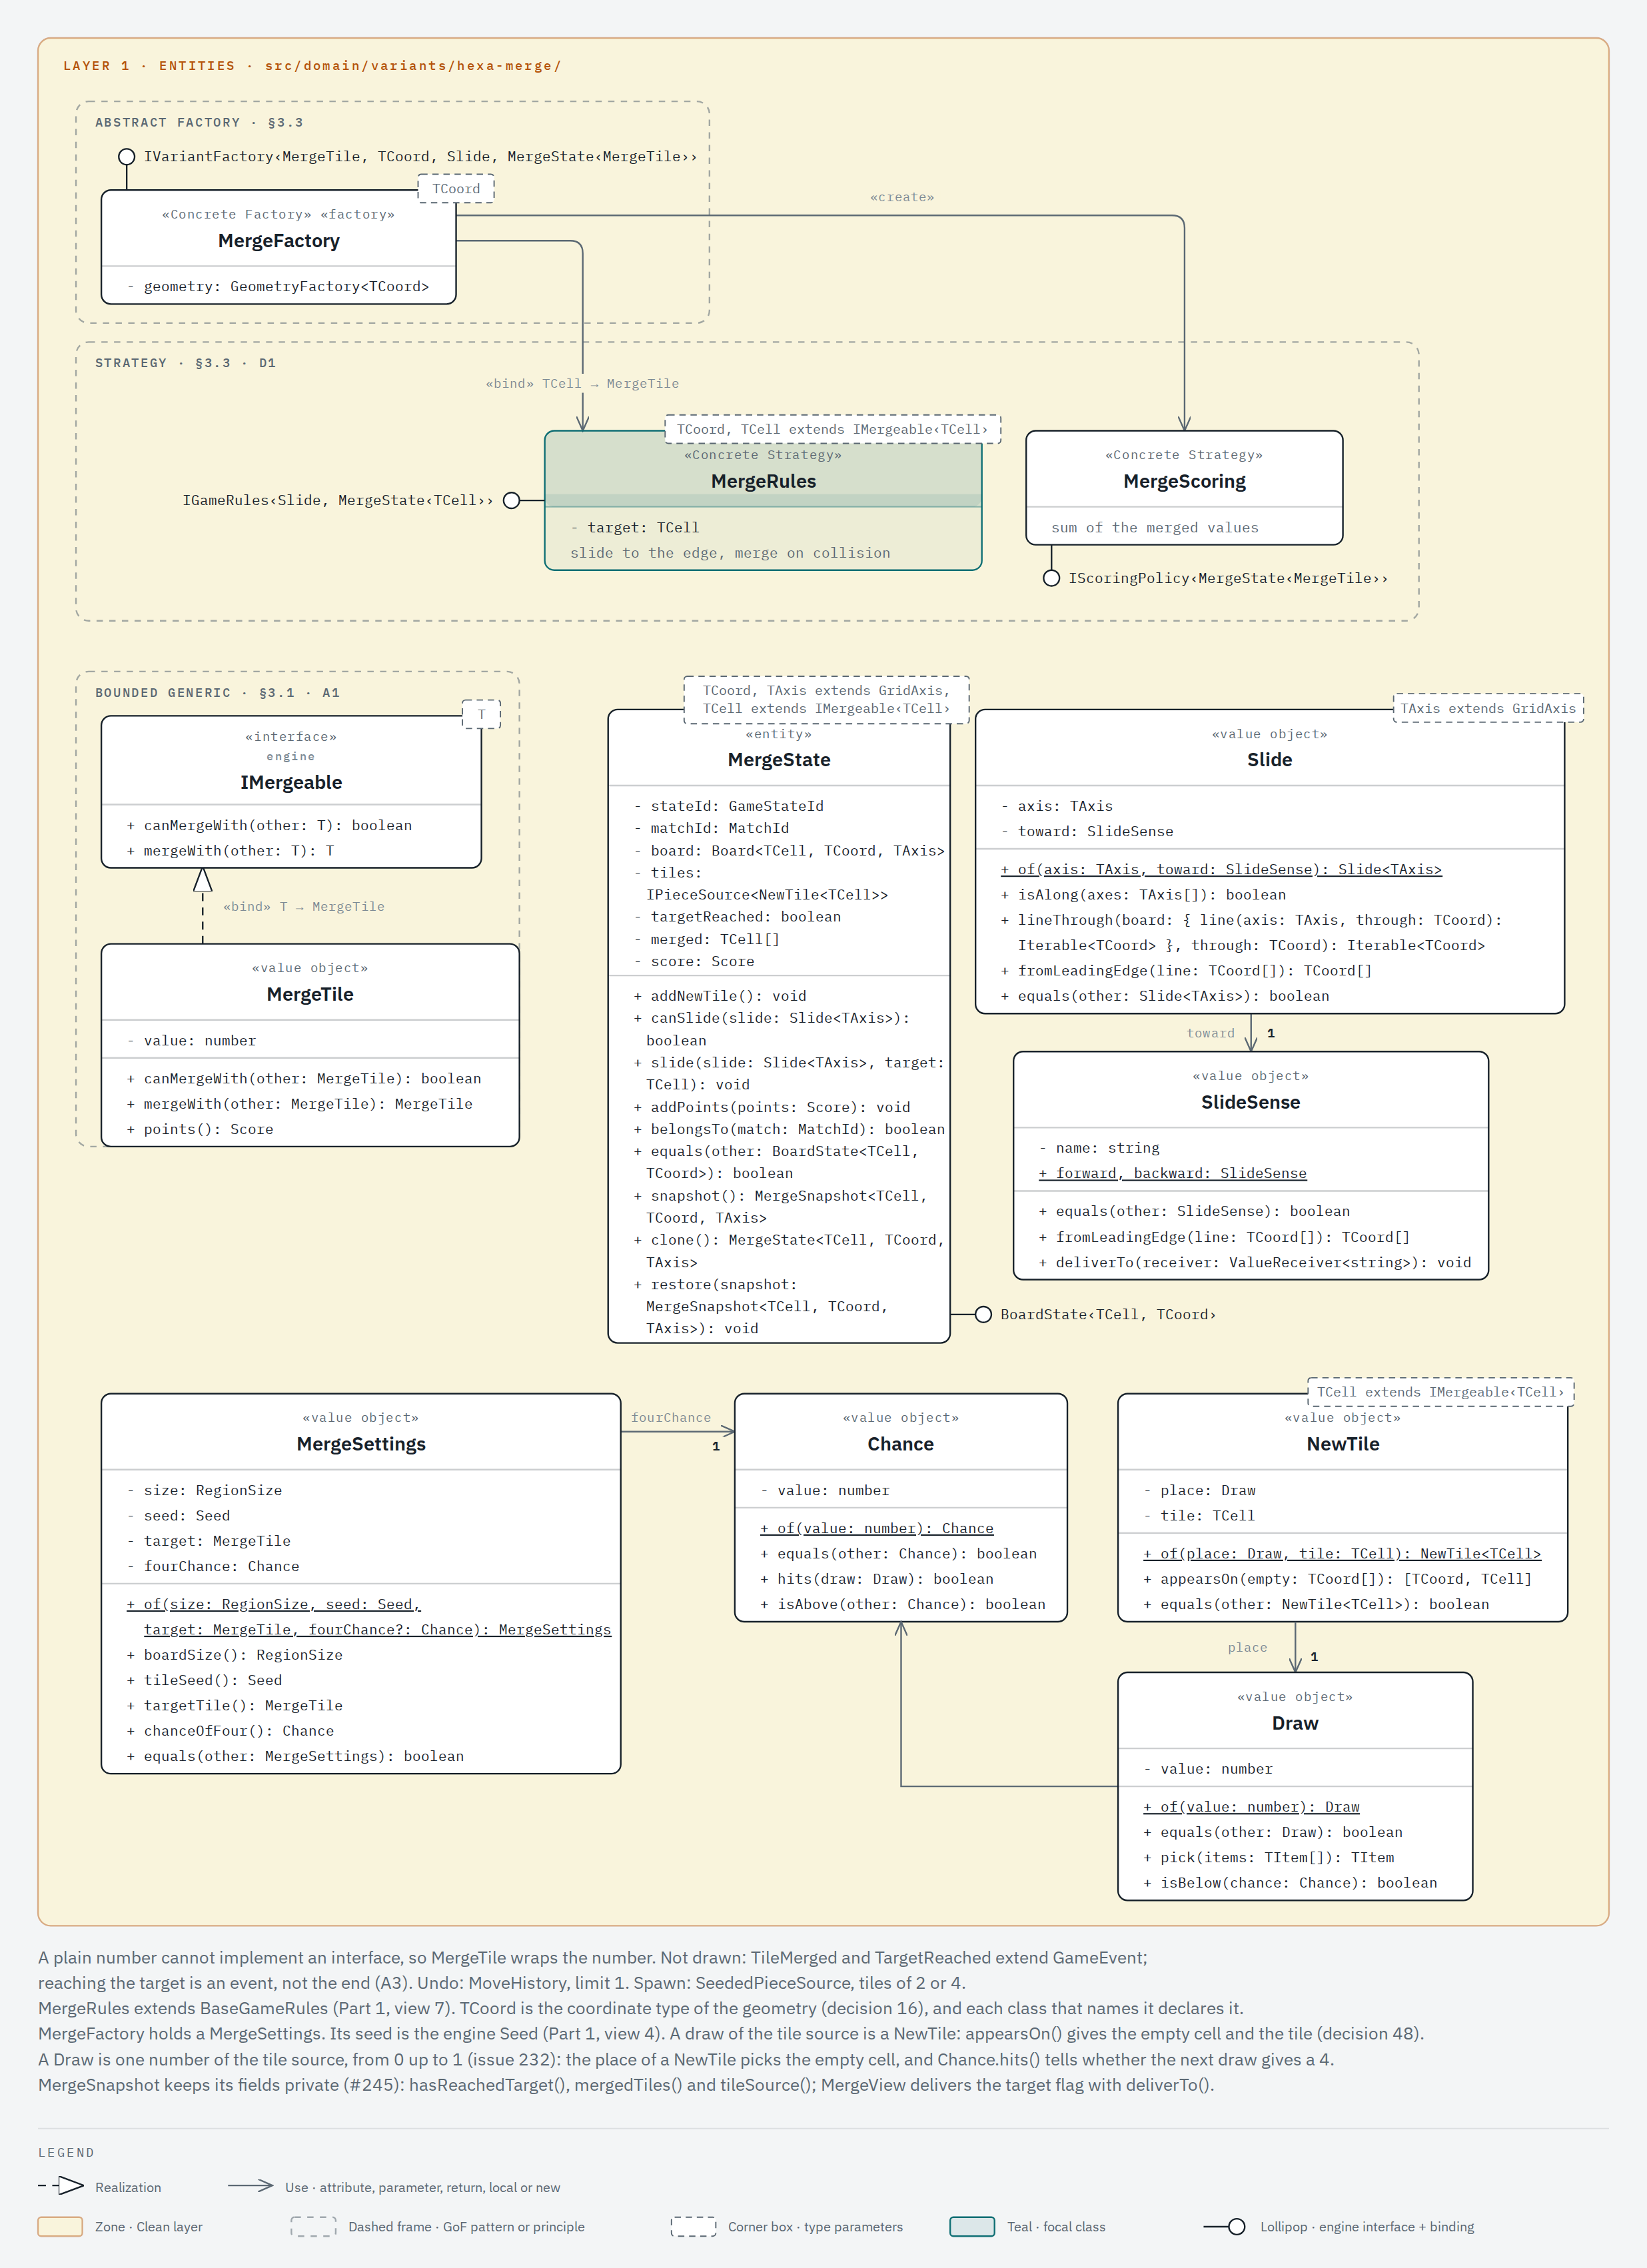 LAYER 1 · ENTITIES · src/domain/variants/hexa-merge/
ABSTRACT FACTORY · §3.3
IVariantFactory‹MergeTile, TCoord, Slide, MergeState‹MergeTile››
TCoord
«create»
«Concrete Factory» «factory»
MergeFactory
- geometry: GeometryFactory<TCoord>
STRATEGY · §3.3 · D1
«bind» TCell → MergeTile
TCoord, TCell extends IMergeable‹TCell›
«Concrete Strategy»
MergeRules
IGameRules‹Slide, MergeState‹TCell››
- target: TCell
slide to the edge, merge on collision
«Concrete Strategy»
MergeScoring
sum of the merged values
IScoringPolicy‹MergeState‹MergeTile››
BOUNDED GENERIC · §3.1 · A1
T
«interface»
engine
IMergeable
+ canMergeWith(other: T): boolean
+ mergeWith(other: T): T
«bind» T → MergeTile
«value object»
MergeTile
- value: number
+ canMergeWith(other: MergeTile): boolean
+ mergeWith(other: MergeTile): MergeTile
+ points(): Score
TCoord, TAxis extends GridAxis,
TCell extends IMergeable‹TCell›
«entity»
MergeState
- stateId: GameStateId
- matchId: MatchId
- board: Board<TCell, TCoord, TAxis>
- tiles:
IPieceSource<NewTile<TCell>>
- targetReached: boolean
- merged: TCell[]
- score: Score
+ addNewTile(): void
+ canSlide(slide: Slide<TAxis>):
boolean
+ slide(slide: Slide<TAxis>, target:
TCell): void
+ addPoints(points: Score): void
+ belongsTo(match: MatchId): boolean
+ equals(other: BoardState<TCell,
TCoord>): boolean
+ snapshot(): MergeSnapshot<TCell,
TCoord, TAxis>
+ clone(): MergeState<TCell, TCoord,
TAxis>
+ restore(snapshot:
MergeSnapshot<TCell, TCoord,
TAxis>): void
BoardState‹TCell, TCoord›
TAxis extends GridAxis
«value object»
Slide
- axis: TAxis
- toward: SlideSense
+ of(axis: TAxis, toward: SlideSense): Slide<TAxis>
+ isAlong(axes: TAxis[]): boolean
+ lineThrough(board: { line(axis: TAxis, through: TCoord):
Iterable<TCoord> }, through: TCoord): Iterable<TCoord>
+ fromLeadingEdge(line: TCoord[]): TCoord[]
+ equals(other: Slide<TAxis>): boolean
toward 1
«value object»
SlideSense
- name: string
+ forward, backward: SlideSense
+ equals(other: SlideSense): boolean
+ fromLeadingEdge(line: TCoord[]): TCoord[]
+ deliverTo(receiver: ValueReceiver<string>): void
«value object»
MergeSettings
- size: RegionSize
- seed: Seed
- target: MergeTile
- fourChance: Chance
+ of(size: RegionSize, seed: Seed,
target: MergeTile, fourChance?: Chance): MergeSettings
+ boardSize(): RegionSize
+ tileSeed(): Seed
+ targetTile(): MergeTile
+ chanceOfFour(): Chance
+ equals(other: MergeSettings): boolean
fourChance
1
«value object»
Chance
- value: number
+ of(value: number): Chance
+ equals(other: Chance): boolean
+ hits(draw: Draw): boolean
+ isAbove(other: Chance): boolean
TCell extends IMergeable‹TCell›
«value object»
NewTile
- place: Draw
- tile: TCell
+ of(place: Draw, tile: TCell): NewTile<TCell>
+ appearsOn(empty: TCoord[]): [TCoord, TCell]
+ equals(other: NewTile<TCell>): boolean
place 1
«value object»
Draw
- value: number
+ of(value: number): Draw
+ equals(other: Draw): boolean
+ pick(items: TItem[]): TItem
+ isBelow(chance: Chance): boolean
A plain number cannot implement an interface, so MergeTile wraps the number. Not drawn: TileMerged and TargetReached extend GameEvent;
reaching the target is an event, not the end (A3). Undo: MoveHistory, limit 1. Spawn: SeededPieceSource, tiles of 2 or 4.
MergeRules extends BaseGameRules (Part 1, view 7). TCoord is the coordinate type of the geometry (decision 16), and each class that names it declares it.
MergeFactory holds a MergeSettings. Its seed is the engine Seed (Part 1, view 4). A draw of the tile source is a NewTile: appearsOn() gives the empty cell and the tile (decision 48).
A Draw is one number of the tile source, from 0 up to 1 (issue 232): the place of a NewTile picks the empty cell, and Chance.hits() tells whether the next draw gives a 4.
MergeSnapshot keeps its fields private (#245): hasReachedTarget(), mergedTiles() and tileSource(); MergeView delivers the target flag with deliverTo().
LEGEND
Realization
Use · attribute, parameter, return, local or new
Zone · Clean layer
Dashed frame · GoF pattern or principle
Corner box · type parameters
Teal · focal class
Lollipop · engine interface + binding